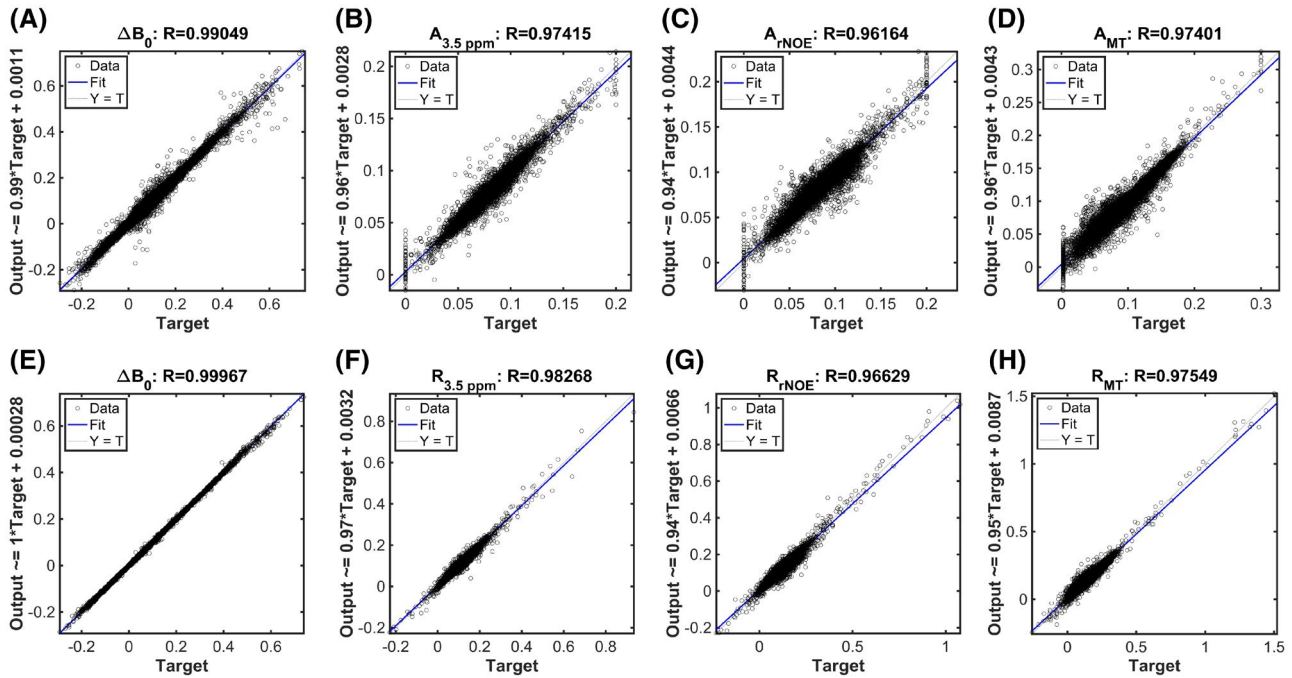 (A)
ΔB0: R=0.99049
Output ~= 0.99*Target + 0.0011
0.6
0.4
0.2
0
-0.2
Data
Fit
Y = T
-0.2 0 0.2 0.4 0.6
Target
(B)
A3.5 ppm: R=0.97415
Output ~= 0.96*Target + 0.0028
0.2
0.15
0.1
0.05
0
Data
Fit
Y = T
0 0.05 0.1 0.15 0.2
Target
(C)
ArNOE: R=0.96164
Output ~= 0.94*Target + 0.0044
0.2
0.15
0.1
0.05
0
Data
Fit
Y = T
0 0.05 0.1 0.15 0.2
Target
(D)
AMT: R=0.97401
Output ~= 0.96*Target + 0.0043
0.3
0.25
0.2
0.15
0.1
0.05
0
Data
Fit
Y = T
0 0.1 0.2 0.3
Target
(E)
ΔB0: R=0.99967
Output ~= 1*Target + 0.00028
0.6
0.4
0.2
0
-0.2
Data
Fit
Y = T
-0.2 0 0.2 0.4 0.6
Target
(F)
R3.5 ppm: R=0.98268
Output ~= 0.97*Target + 0.0032
0.8
0.6
0.4
0.2
0
-0.2
Data
Fit
Y = T
-0.2 0 0.2 0.4 0.6 0.8
Target
(G)
RrNOE: R=0.96629
Output ~= 0.94*Target + 0.0066
1
0.8
0.6
0.4
0.2
0
-0.2
Data
Fit
Y = T
0 0.5 1
Target
(H)
RMT: R=0.97549
Output ~= 0.95*Target + 0.0087
1.5
1
0.5
0
Data
Fit
Y = T
0 0.5 1 1.5
Target